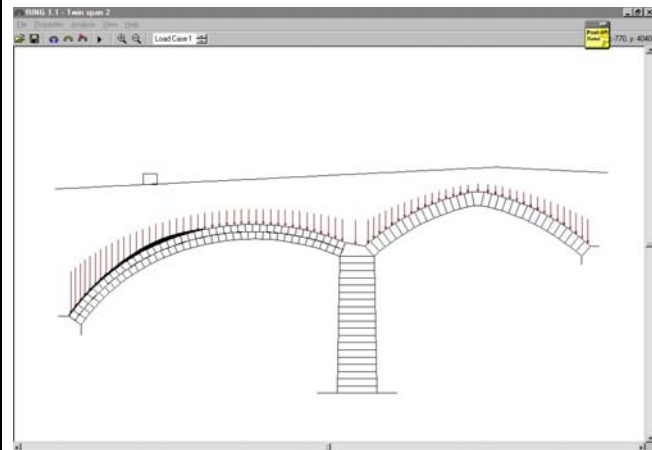 RING 1.1 - Twin span 2
File Properties Analysis View Help
Load Case 1
Post-it®
Notes
-770, y: 4040